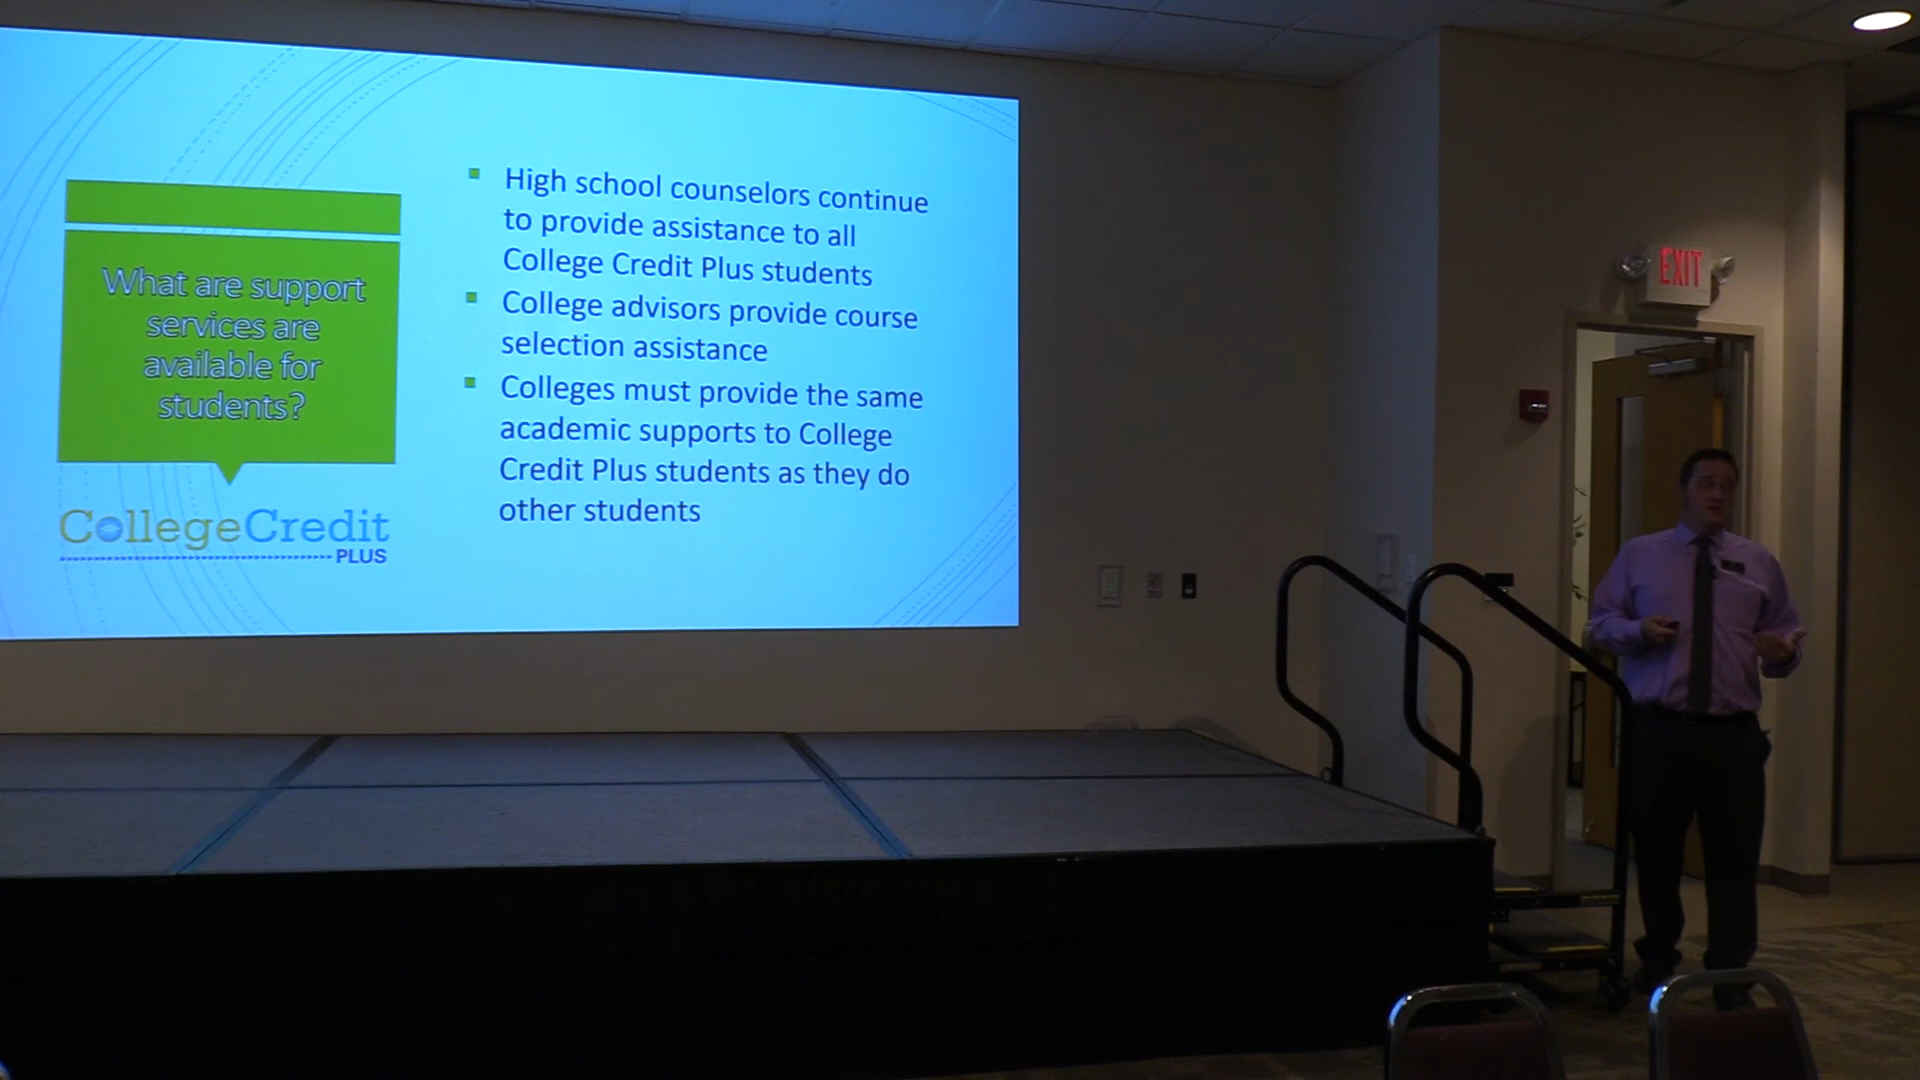 What are support
services are
available for
students?
CollegeCredit
PLUS
High school counselors continue
to provide assistance to all
College Credit Plus students
College advisors provide course
selection assistance
Colleges must provide the same
academic supports to College
Credit Plus students as they do
other students
EXIT